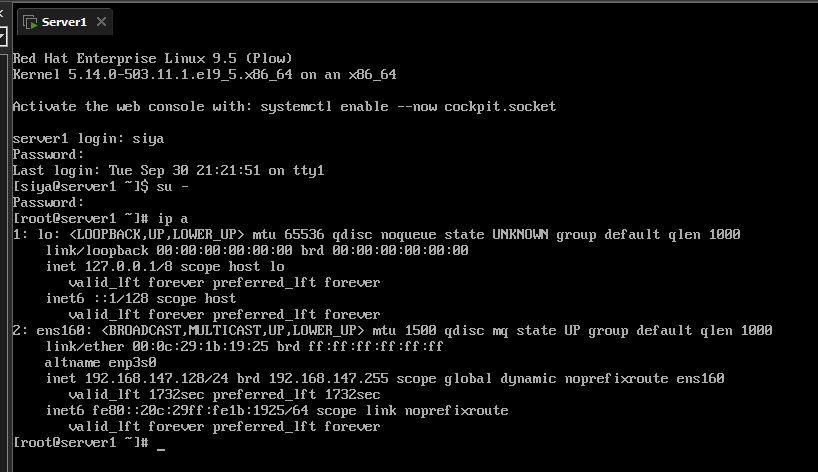 Server1
Red Hat Enterprise Linux 9.5 (Plow)
Kernel 5.14.0-503.11.1.el9_5.x86_64 on an x86_64
Activate the web console with: systemctl enable --now cockpit.socket
server1 login: siya
Password:
Last login: Tue Sep 30 21:21:51 on tty1
[siya@server1 ~]$ su -
Password:
[root@server1 ~]# ip a
1: lo: <LOOPBACK,UP,LOWER_UP> mtu 65536 qdisc noqueue state UNKNOWN group default qlen 1000
    link/loopback 00:00:00:00:00:00 brd 00:00:00:00:00:00
    inet 127.0.0.1/8 scope host lo
       valid_lft forever preferred_lft forever
    inet6 ::1/128 scope host
       valid_lft forever preferred_lft forever
2: ens160: <BROADCAST,MULTICAST,UP,LOWER_UP> mtu 1500 qdisc mq state UP group default qlen 1000
    link/ether 00:0c:29:1b:19:25 brd ff:ff:ff:ff:ff:ff
    altname enp3s0
    inet 192.168.147.128/24 brd 192.168.147.255 scope global dynamic noprefixroute ens160
       valid_lft 1732sec preferred_lft 1732sec
    inet6 fe80::20c:29ff:fe1b:1925/64 scope link noprefixroute
       valid_lft forever preferred_lft forever
[root@server1 ~]# _